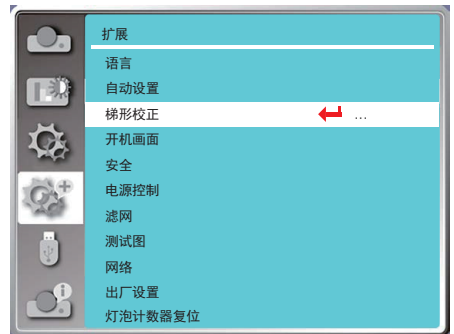 扩展
语言
自动设置
梯形校正 ...
开机画面
安全
电源控制
滤网
测试图
网络
出厂设置
灯泡计数器复位